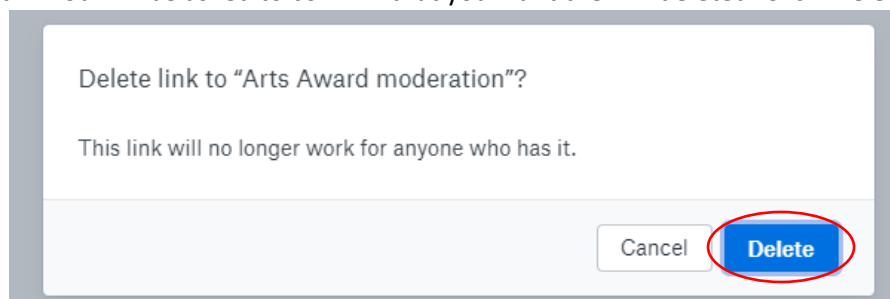 Delete link to “Arts Award moderation”?
This link will no longer work for anyone who has it.
Cancel Delete